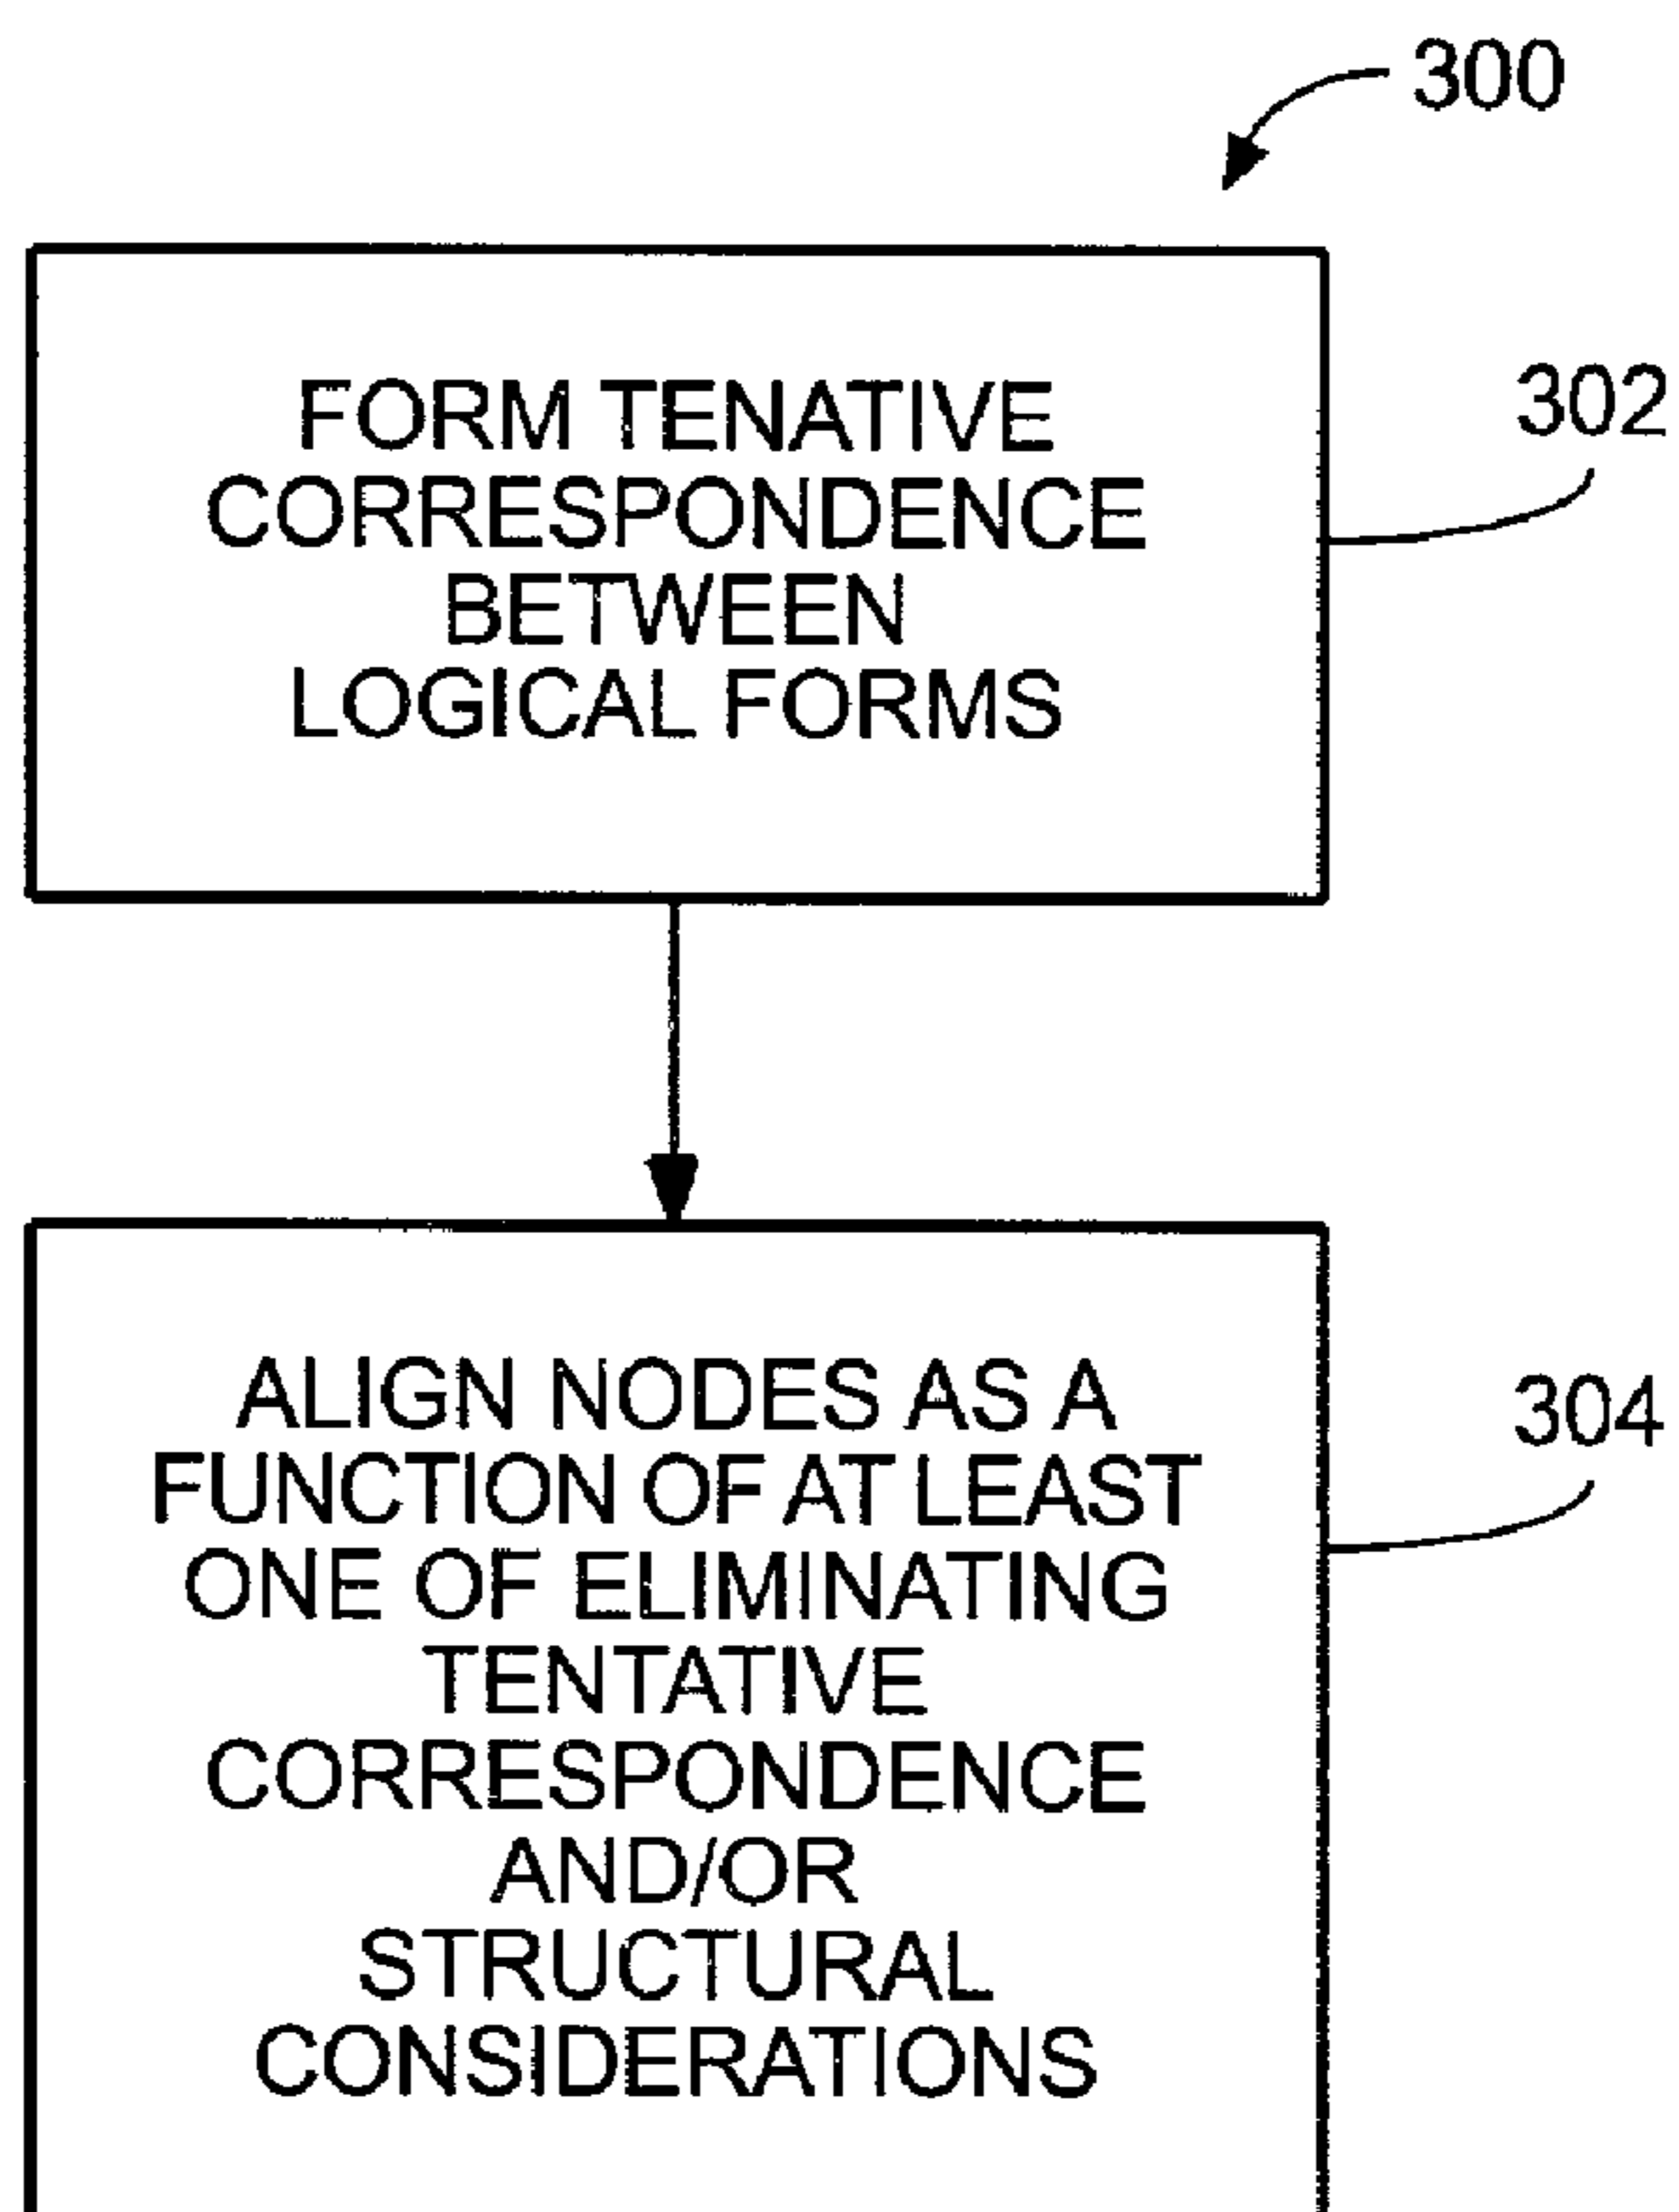 300
FORM TENATIVE
CORRESPONDENCE
BETWEEN
LOGICAL FORMS
302
ALIGN NODES AS A
FUNCTION OF AT LEAST
ONE OF ELIMINATING
TENTATIVE
CORRESPONDENCE
AND/OR
STRUCTURAL
CONSIDERATIONS
304